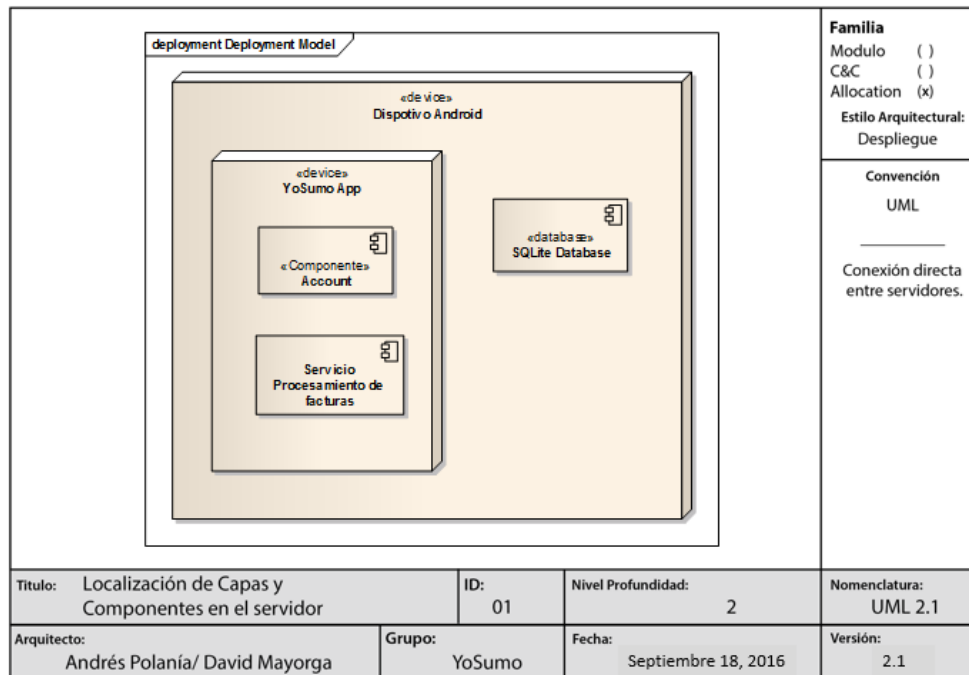 deployment Deployment Model
«device»
Dispotivo Android
«device»
YoSumo App
«Componente»
Account
Servicio
Procesamiento de
facturas
«database»
SQLite Database
Familia
Modulo ( )
C&C ( )
Allocation (x)
Estilo Arquitectural:
Despliegue
Convención
UML
Conexión directa
entre servidores.
Titulo: Localización de Capas y
Componentes en el servidor
ID:
01
Nivel Profundidad:
2
Nomenclatura:
UML 2.1
Arquitecto:
Andrés Polanía/ David Mayorga
Grupo:
YoSumo
Fecha:
Septiembre 18, 2016
Versión:
2.1